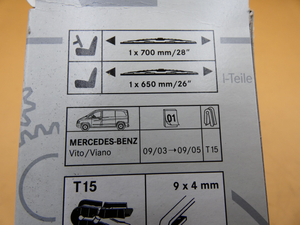 1 x 700 mm/28"
1 x 650 mm/26"
l-Teile
01
MERCEDES-BENZ
Vito/Viano
09/03 → 09/05 T15
T15 9 x 4 mm